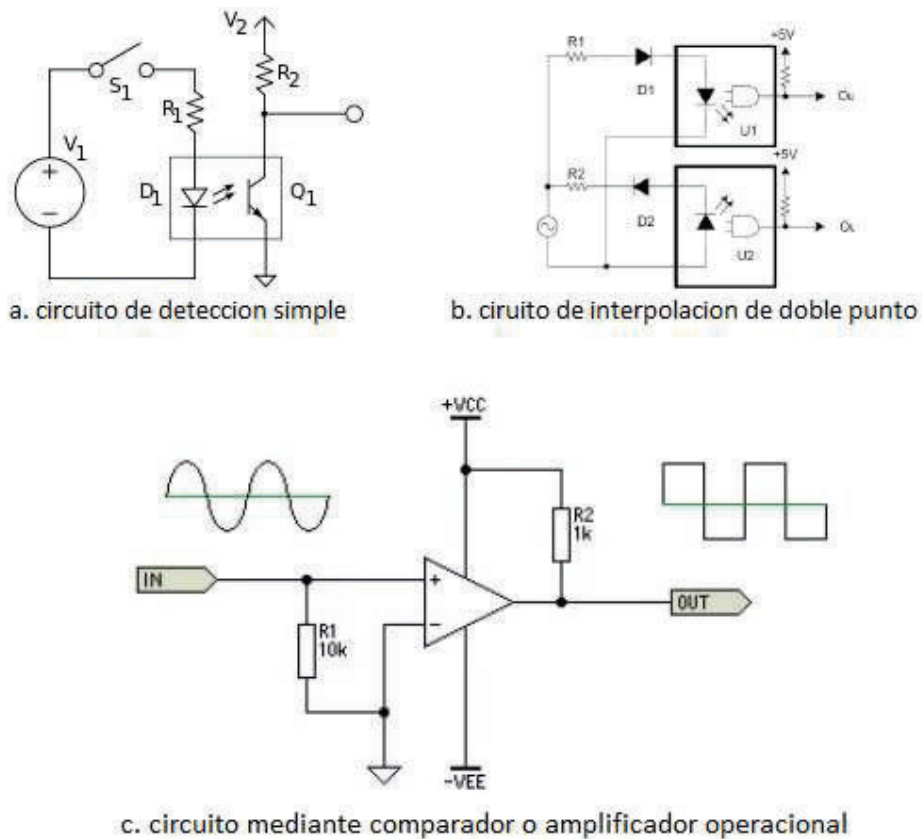 V2
R2
S1
R1
V1
D1
Q1
a. circuito de deteccion simple
R1
D1
+5V
Ou
U1
+5V
R2
D2
Ou
U2
b. ciruito de interpolacion de doble punto
+VCC
R2
1k
IN
+
−
OUT
R1
10k
-VEE
c. circuito mediante comparador o amplificador operacional